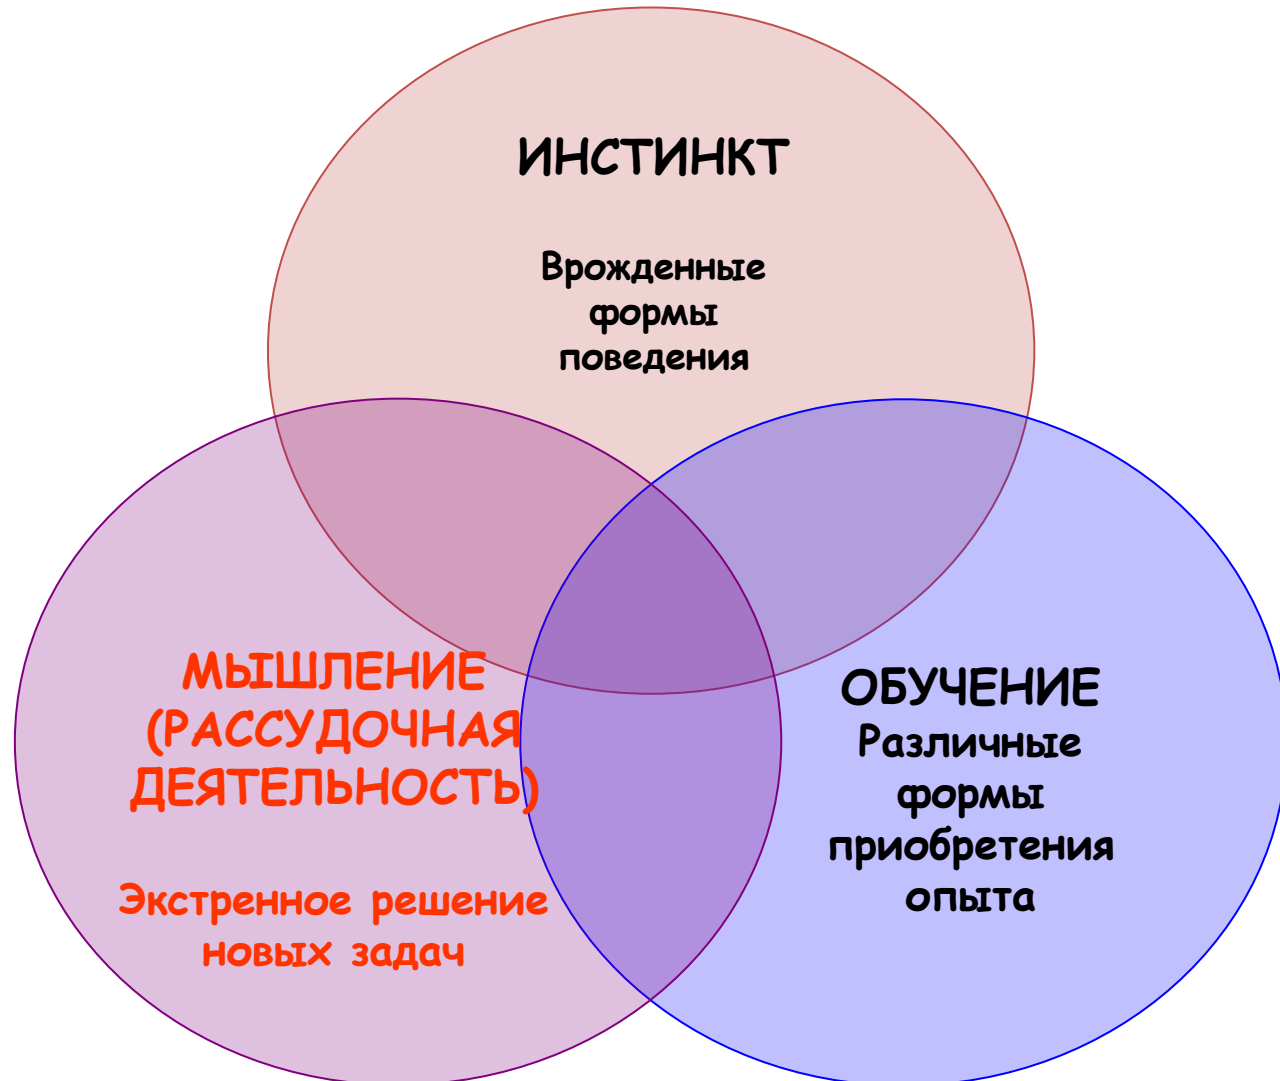 ИНСТИНКТ
Врожденные
формы
поведения
МЫШЛЕНИЕ
(РАССУДОЧНАЯ
ДЕЯТЕЛЬНОСТЬ)
Экстренное решение
новых задач
ОБУЧЕНИЕ
Различные
формы
приобретения
опыта